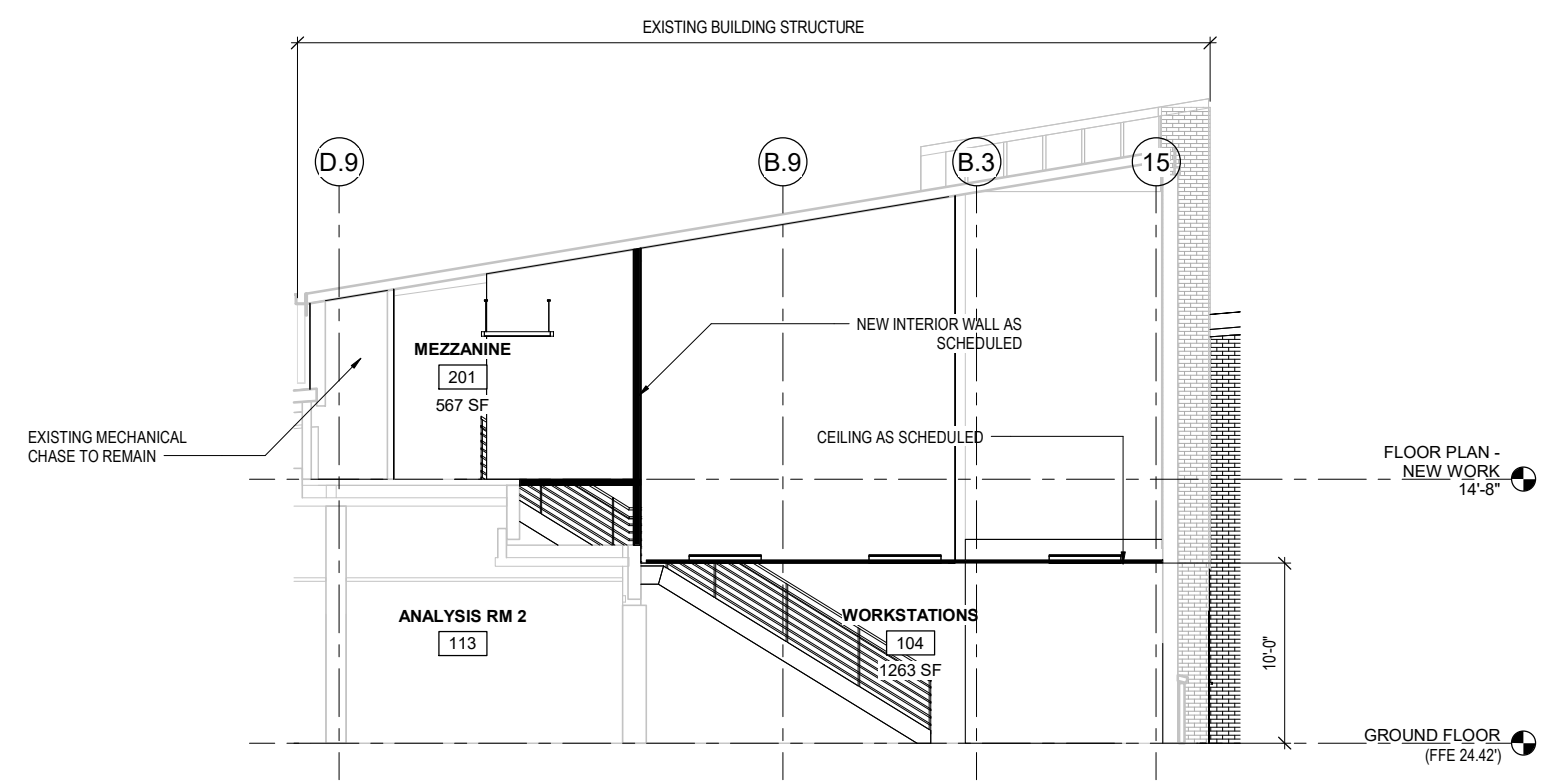 EXISTING BUILDING STRUCTURE
D.9
B.9
B.3
15
NEW INTERIOR WALL AS
SCHEDULED
MEZZANINE
201
567 SF
EXISTING MECHANICAL
CHASE TO REMAIN
CEILING AS SCHEDULED
FLOOR PLAN -
NEW WORK
14'-8"
ANALYSIS RM 2
113
WORKSTATIONS
104
1263 SF
10'-0"
GROUND FLOOR
(FFE 24.42')